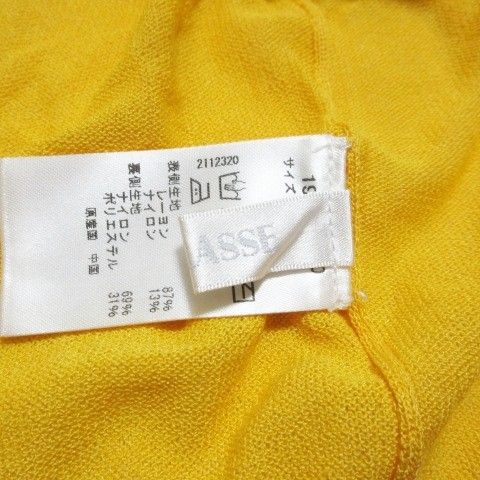 サイズ
2112320
表側生地
レーヨン 87%
ナイロン 13%
裏側生地
ナイロン 69%
ポリエステル 31%
原産国 中国
ASSE